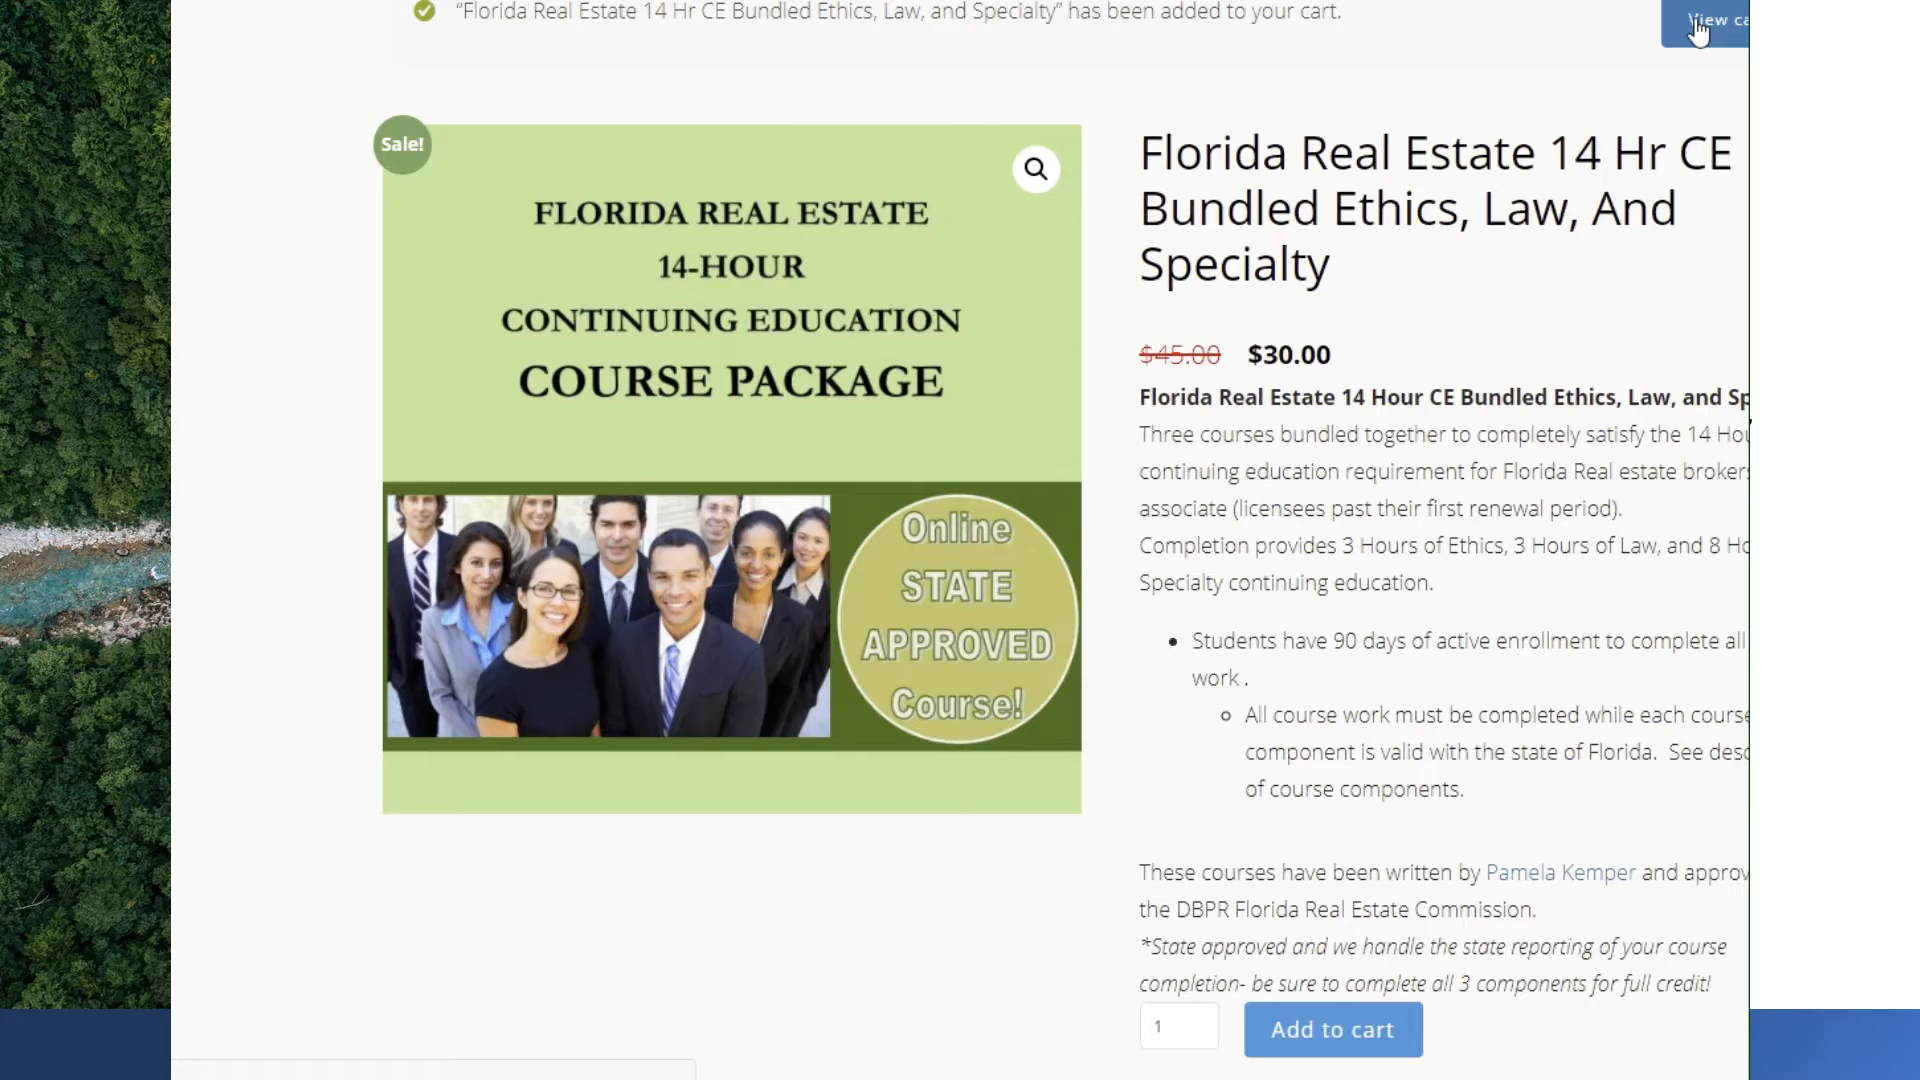 “Florida Real Estate 14 Hr CE Bundled Ethics, Law, and Specialty” has been added to your cart.
View
Sale!
FLORIDA REAL ESTATE
14-HOUR
CONTINUING EDUCATION
COURSE PACKAGE
Online
STATE
APPROVED
Course!
Florida Real Estate 14 Hr CE
Bundled Ethics, Law, And
Specialty
$45.00 $30.00
Florida Real Estate 14 Hour CE Bundled Ethics, Law, and
Three courses bundled together to completely satisfy the 14
continuing education requirement for Florida Real estate
associate (licensees past their first renewal period).
Completion provides 3 Hours of Ethics, 3 Hours of Law, and 8
Specialty continuing education.
Students have 90 days of active enrollment to complete all
work .
All course work must be completed while each course
component is valid with the state of Florida. See
of course components.
These courses have been written by Pamela Kemper and
the DBPR Florida Real Estate Commission.
*State approved and we handle the state reporting of your course
completion- be sure to complete all 3 components for full credit!
1
Add to cart